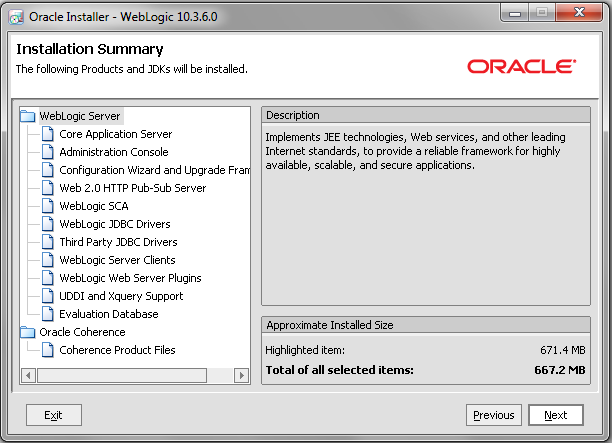 Oracle Installer - WebLogic 10.3.6.0
Installation Summary
The following Products and JDKs will be installed.
ORACLE
WebLogic Server
Core Application Server
Administration Console
Configuration Wizard and Upgrade Fram
Web 2.0 HTTP Pub-Sub Server
WebLogic SCA
WebLogic JDBC Drivers
Third Party JDBC Drivers
WebLogic Server Clients
WebLogic Web Server Plugins
UDDI and Xquery Support
Evaluation Database
Oracle Coherence
Coherence Product Files
Description
Implements JEE technologies, Web services, and other leading
Internet standards, to provide a reliable framework for highly
available, scalable, and secure applications.
Approximate Installed Size
Highlighted item: 671.4 MB
Total of all selected items: 667.2 MB
Exit
Previous
Next